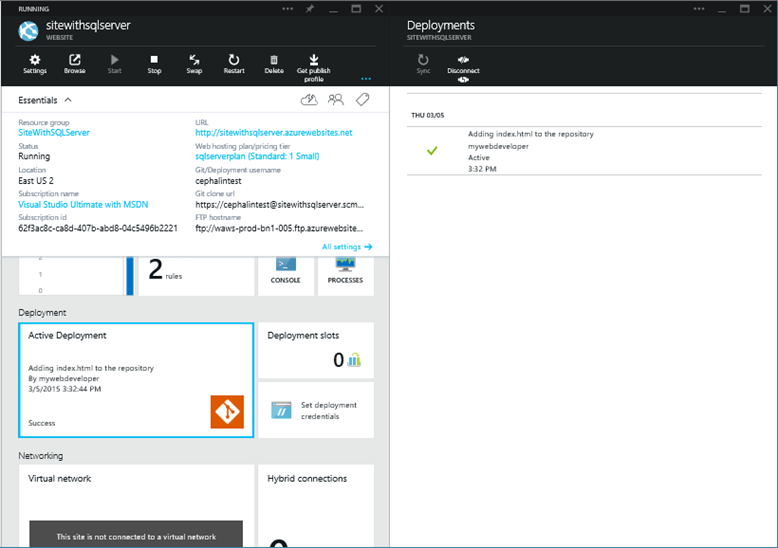 RUNNING
sitewithsqlserver
WEBSITE
Settings
Browse
Start
Stop
Swap
Restart
Delete
Get publish
profile
Essentials
Resource group
SiteWithSQLServer
URL
http://sitewithsqlserver.azurewebsites.net
Status
Running
Web hosting plan/pricing tier
sqlserverplan (Standard: 1 Small)
Location
East US 2
Git/Deployment username
cephalintest
Subscription name
Visual Studio Ultimate with MSDN
Git clone url
https://cephalintest@sitewithsqlserver.scm...
Subscription id
62f3ac8c-ca8d-407b-abd8-04c5496b2221
FTP hostname
ftp://waws-prod-bn1-005.ftp.azurewebsite...
All settings
2
1
0
2 rules
CONSOLE
PROCESSES
Deployment
Active Deployment
Adding index.html to the repository
By mywebdeveloper
3/5/2015 3:32:44 PM
Success
Deployment slots
0
Set deployment
credentials
Networking
Virtual network
This site is not connected to a virtual network
Hybrid connections
Deployments
SITEWITHSQLSERVER
Sync
Disconnect
THU 03/05
Adding index.html to the repository
mywebdeveloper
Active
3:32 PM